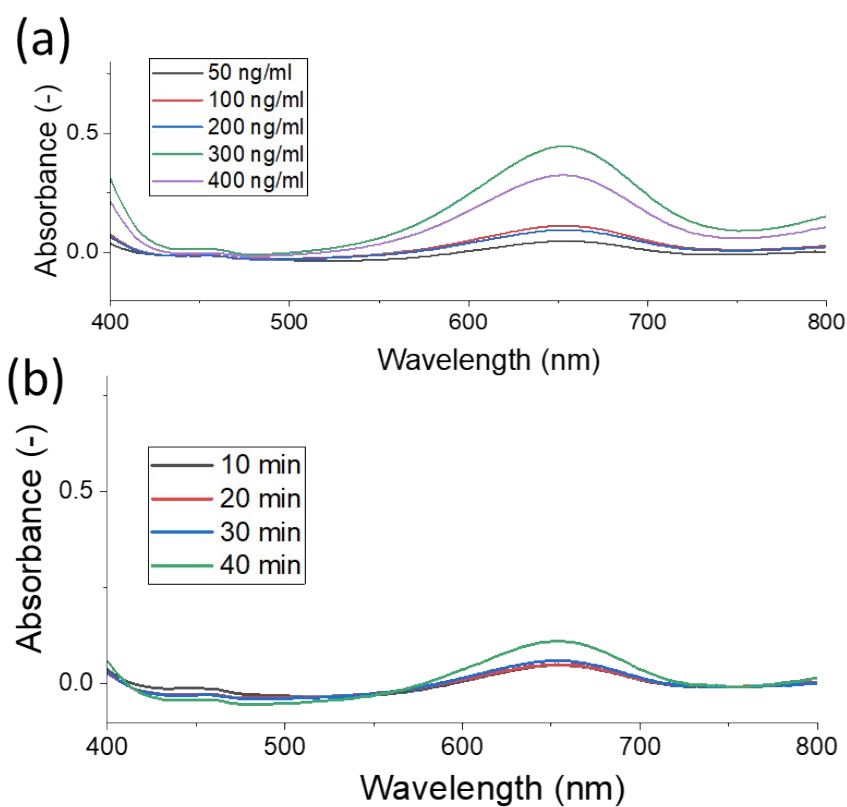 (a)
50 ng/ml
100 ng/ml
200 ng/ml
300 ng/ml
400 ng/ml
Absorbance (-)
0.5
0.0
400 500 600 700 800
Wavelength (nm)
(b)
10 min
20 min
30 min
40 min
Absorbance (-)
0.5
0.0
400 500 600 700 800
Wavelength (nm)